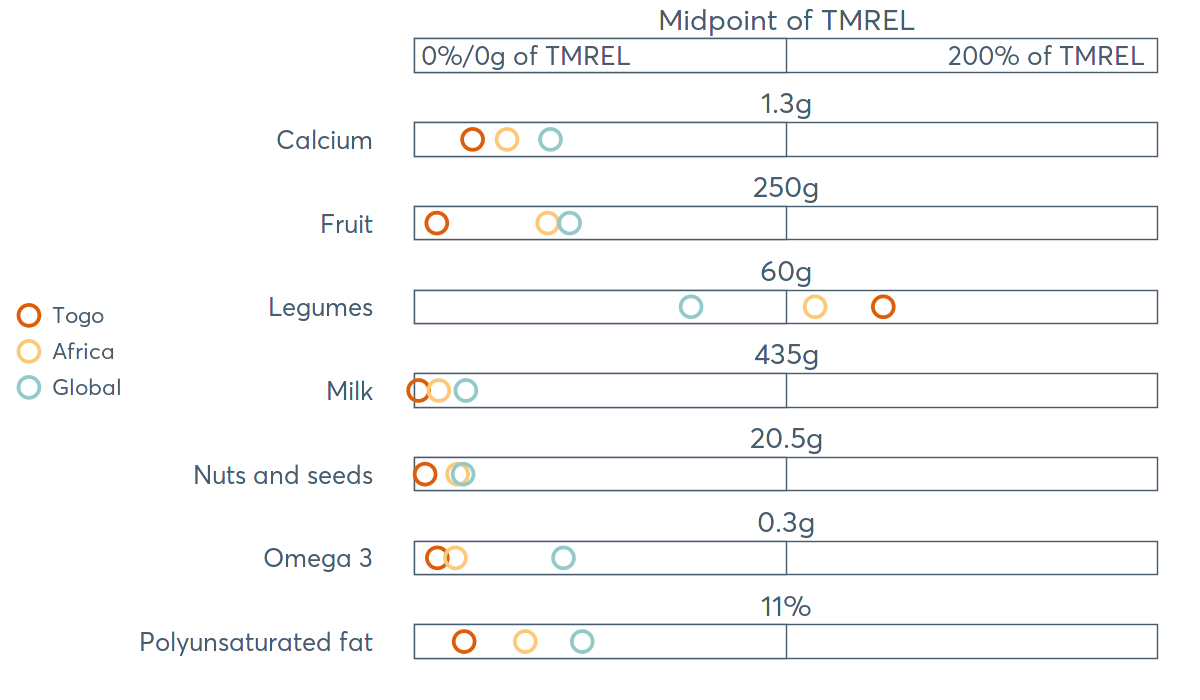 Midpoint of TMREL
0%/0g of TMREL
200% of TMREL
1.3g
Calcium
250g
Fruit
60g
Legumes
Togo
Africa
Global
435g
Milk
20.5g
Nuts and seeds
0.3g
Omega 3
11%
Polyunsaturated fat